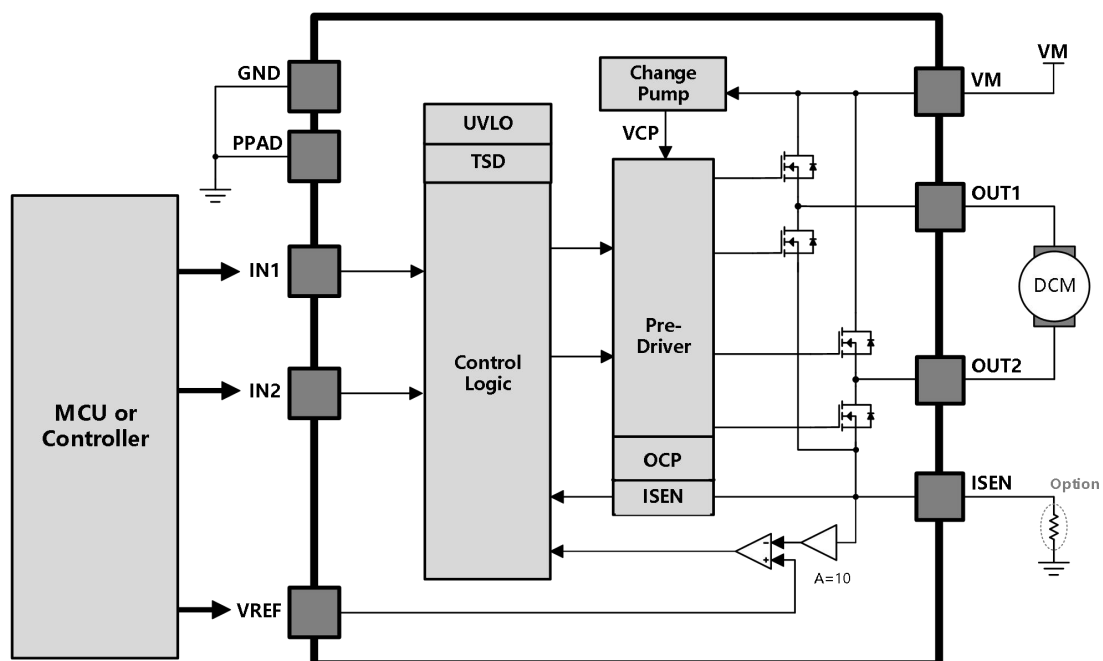 GND
PPAD
IN1
IN2
VREF
MCU or
Controller
UVLO
TSD
Control
Logic
Change
Pump
VCP
Pre-
Driver
OCP
ISEN
-
+
A=10
VM
VM
OUT1
DCM
OUT2
ISEN
Option